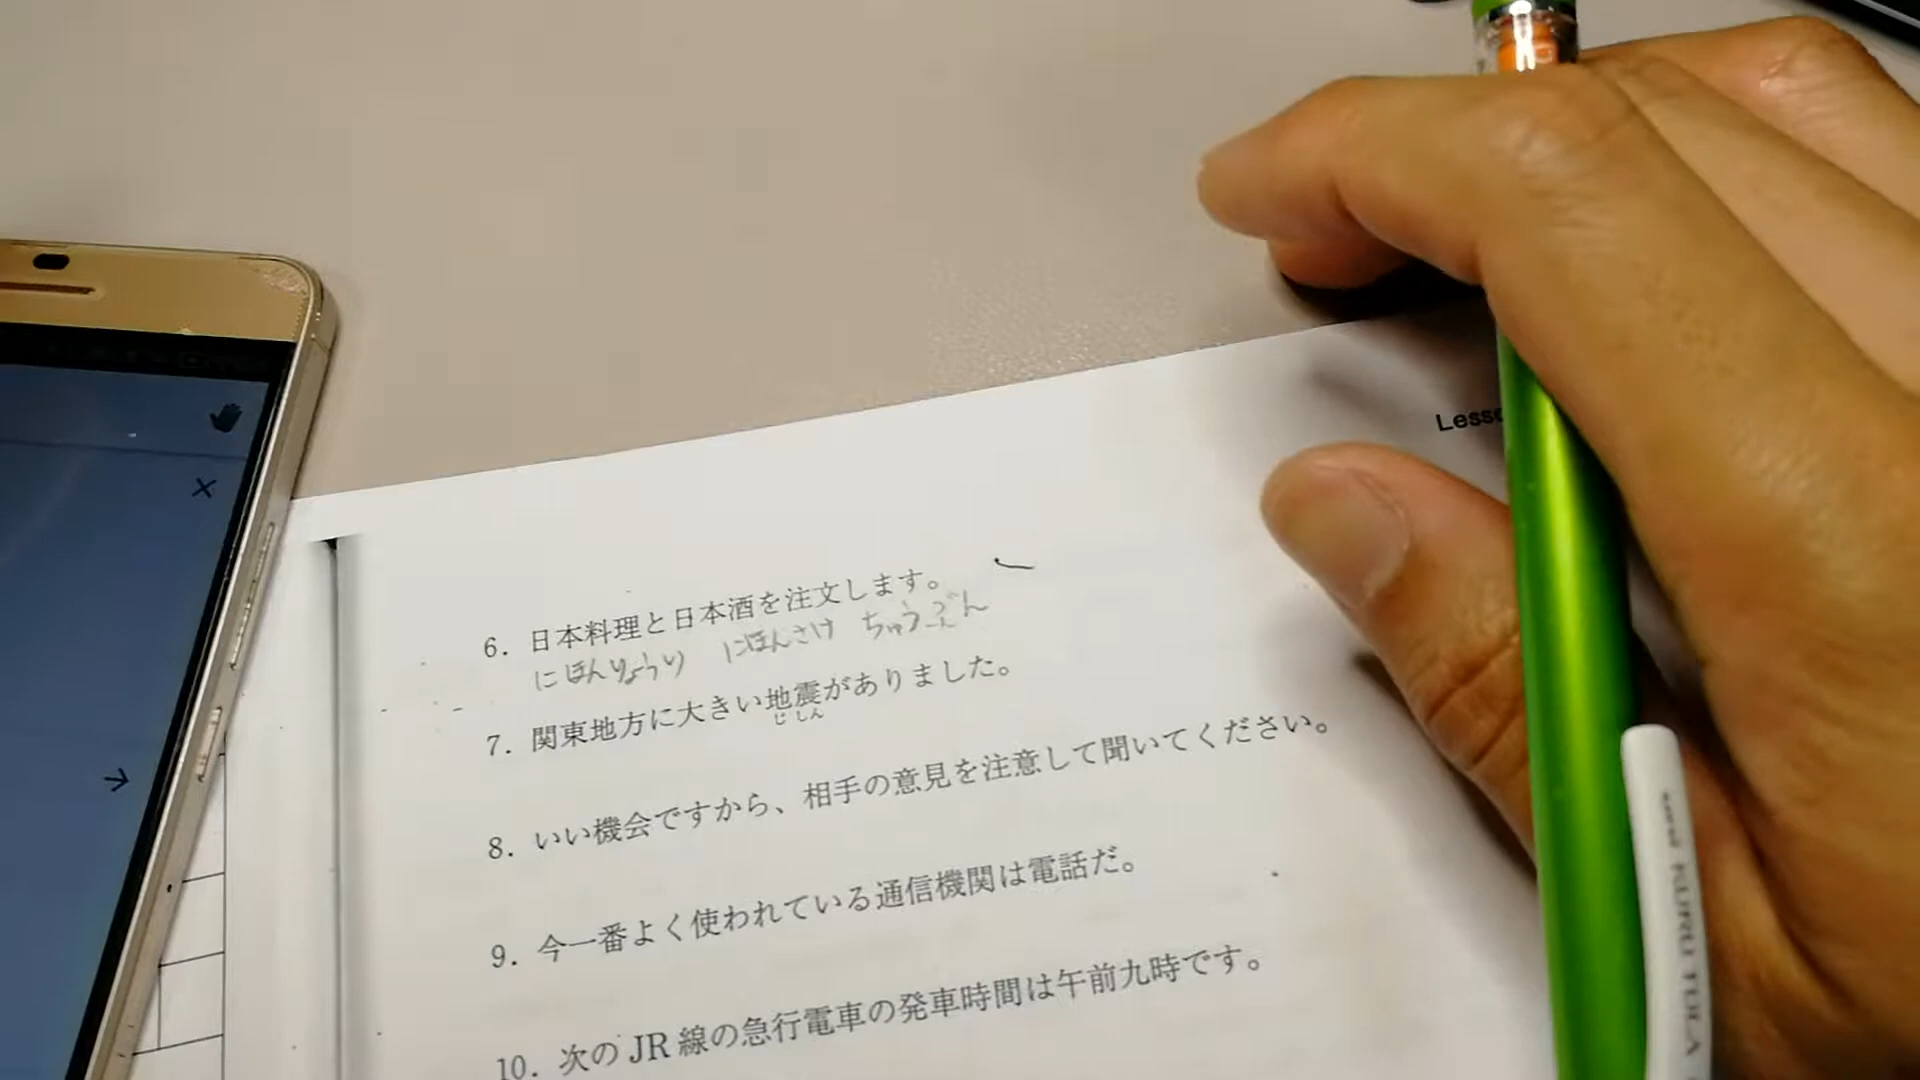 Lesso
6. 日本料理と日本酒を注文します。
にほんりょうり にほんさけ ちゅうぶん
7. 関東地方に大きい地震がありました。
じしん
8. いい機会ですから、相手の意見を注意して聞いてください。
9. 今一番よく使われている通信機関は電話だ。
10. 次のJR線の急行電車の発車時間は午前九時です。
KURU TOGA